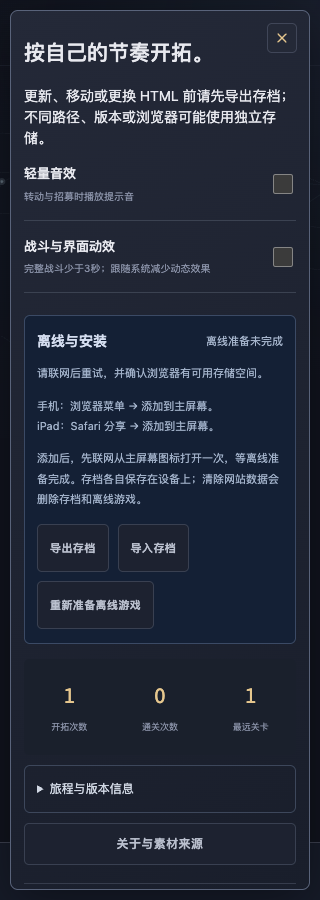 按自己的节奏开拓。
×
更新、移动或更换 HTML 前请先导出存档；
不同路径、版本或浏览器可能使用独立存
储。
轻量音效
转动与招募时播放提示音
战斗与界面动效
完整战斗少于3秒；跟随系统减少动态效果
离线与安装
离线准备未完成
请联网后重试，并确认浏览器有可用存储空间。
手机：浏览器菜单 → 添加到主屏幕。
iPad：Safari 分享 → 添加到主屏幕。
添加后，先联网从主屏幕图标打开一次，等离线准
备完成。存档各自保存在设备上；清除网站数据会
删除存档和离线游戏。
导出存档
导入存档
重新准备离线游戏
1
0
1
开拓次数
通关次数
最远关卡
▶ 旅程与版本信息
关于与素材来源